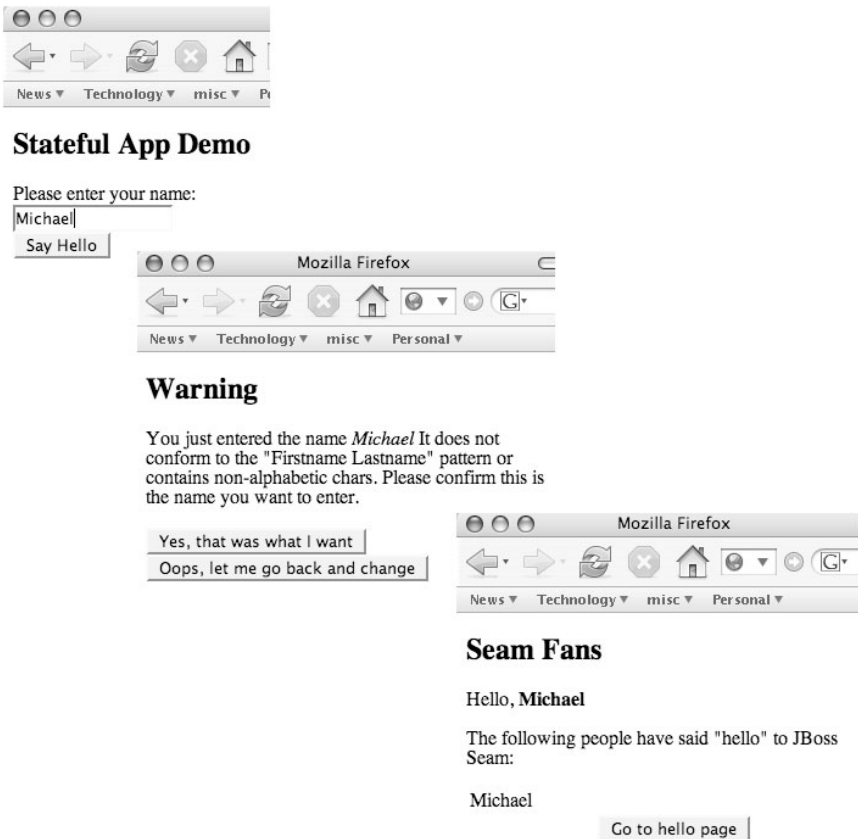 News ▾ Technology ▾ misc ▾
Stateful App Demo
Please enter your name:
Michael
Say Hello
Mozilla Firefox
G
News ▾ Technology ▾ misc ▾ Personal ▾
Warning
You just entered the name Michael It does not
conform to the "Firstname Lastname" pattern or
contains non-alphabetic chars. Please confirm this is
the name you want to enter.
Yes, that was what I want
Oops, let me go back and change
Mozilla Firefox
G
News ▾ Technology ▾ misc ▾ Personal ▾
Seam Fans
Hello, Michael
The following people have said "hello" to JBoss
Seam:
Michael
Go to hello page